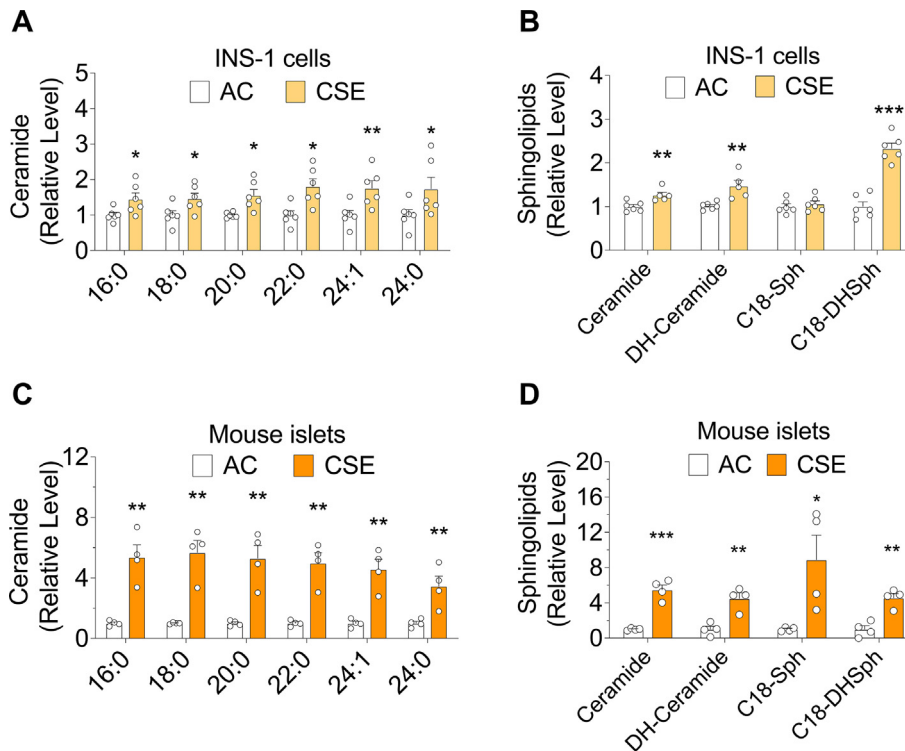 A
INS-1 cells
AC CSE
Ceramide
(Relative Level)
5
4
3
2
1
0
* * * * ** *
16:0 18:0 20:0 22:0 24:1 24:0
B
INS-1 cells
AC CSE
Sphingolipids
(Relative Level)
4
3
2
1
0
** ** ***
Ceramide DH-Ceramide C18-Sph C18-DHSph
C
Mouse islets
AC CSE
Ceramide
(Relative Level)
12
8
4
0
** ** ** ** ** **
16:0 18:0 20:0 22:0 24:1 24:0
D
Mouse islets
AC CSE
Sphingolipids
(Relative Level)
20
16
12
8
4
0
*** ** * **
Ceramide DH-Ceramide C18-Sph C18-DHSph